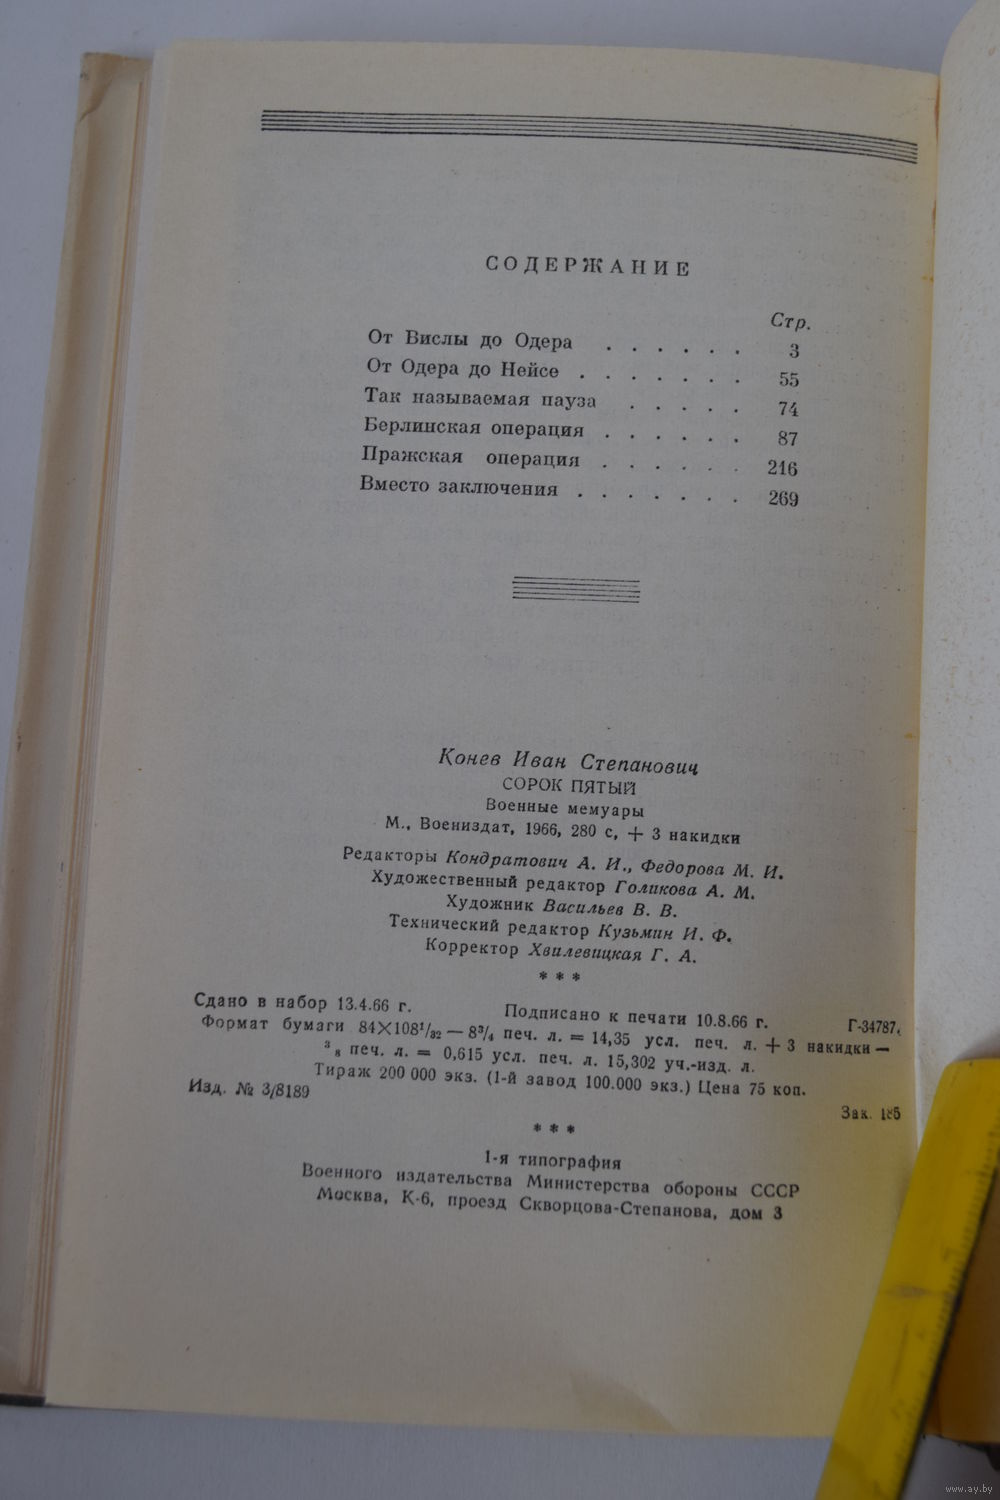 СОДЕРЖАНИЕ
Стр.
От Вислы до Одера . . . . . . 3
От Одера до Нейсе . . . . . . . 55
Так называемая пауза . . . . . 74
Берлинская операция . . . . . . 87
Пражская операция . . . . . . 216
Вместо заключения . . . . . . . 269
Конев Иван Степанович
СОРОК ПЯТЫЙ
Военные мемуары
М., Воениздат, 1966, 280 с, + 3 накидки
Редакторы Кондратович А. И., Федорова М. И.
Художественный редактор Голикова А. М.
Художник Васильев В. В.
Технический редактор Кузьмин И. Ф.
Корректор Хвилевицкая Г. А.
* * *
Сдано в набор 13.4.66 г. Подписано к печати 10.8.66 г. Г-34787.
Формат бумаги 84×108¹/₃₂ — 8³/₄ печ. л. = 14,35 усл. печ. л. + 3 накидки —
³ ₈ печ. л. = 0,615 усл. печ. л. 15,302 уч.-изд. л.
Тираж 200 000 экз. (1-й завод 100.000 экз.) Цена 75 коп.
Изд. № 3/8189 Зак. 185
* * *
1-я типография
Военного издательства Министерства обороны СССР
Москва, К-6, проезд Скворцова-Степанова, дом 3
www.ay.by